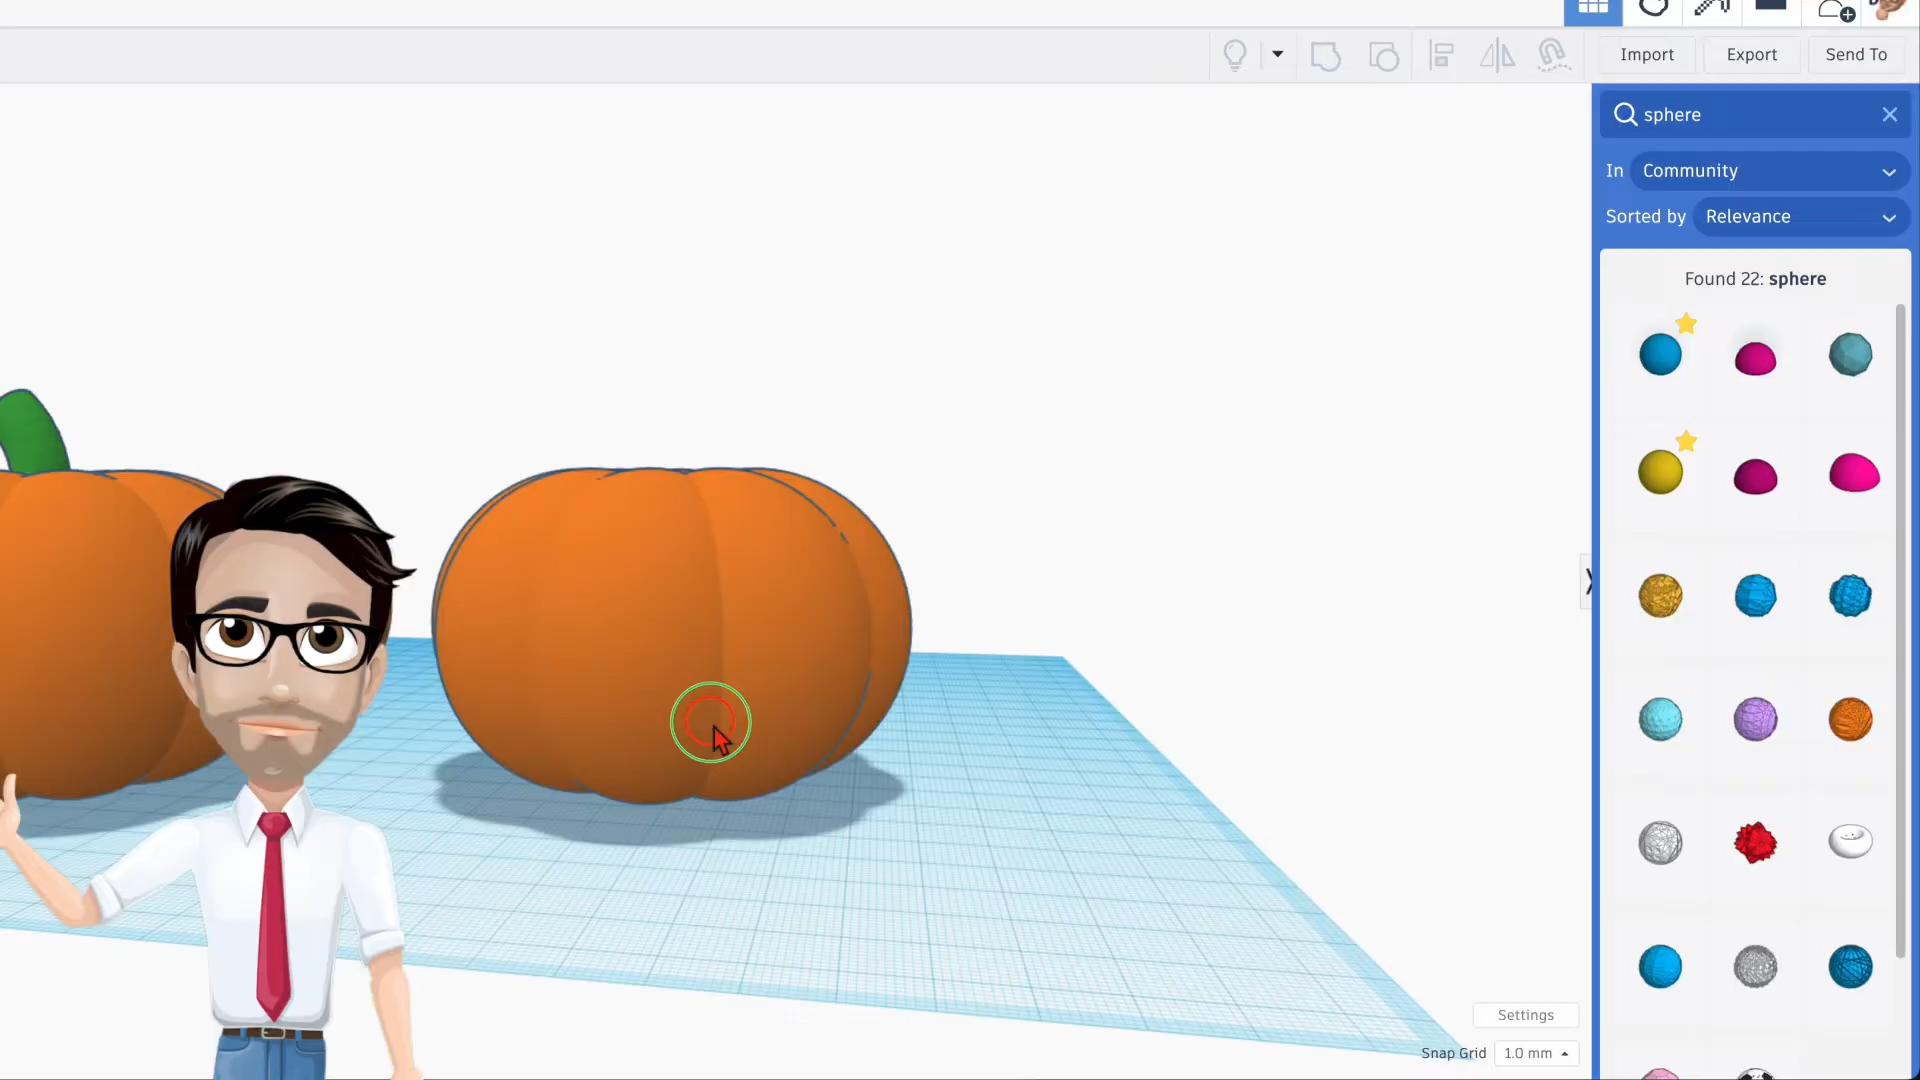 Import Export Send To
sphere
In Community
Sorted by Relevance
Found 22: sphere
Settings
Snap Grid 1.0 mm